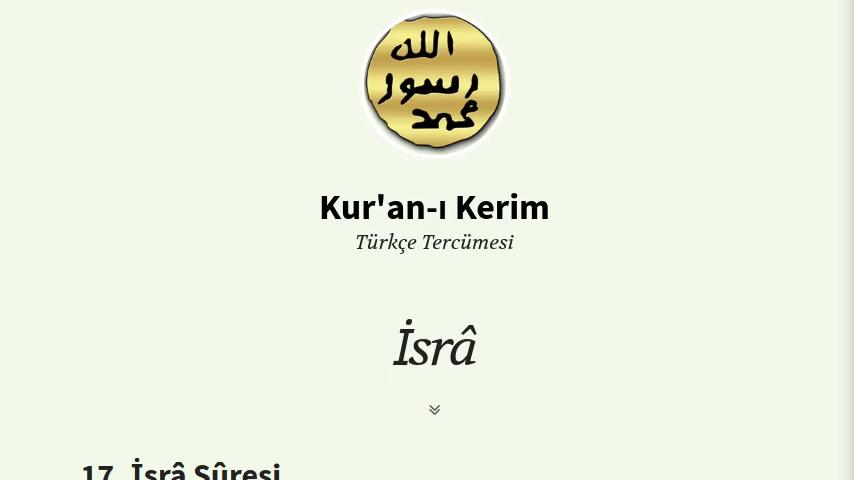 الله
رسول
محمد
Kur'an-ı Kerim
Türkçe Tercümesi
İsrâ
17. İsrâ Sûresi